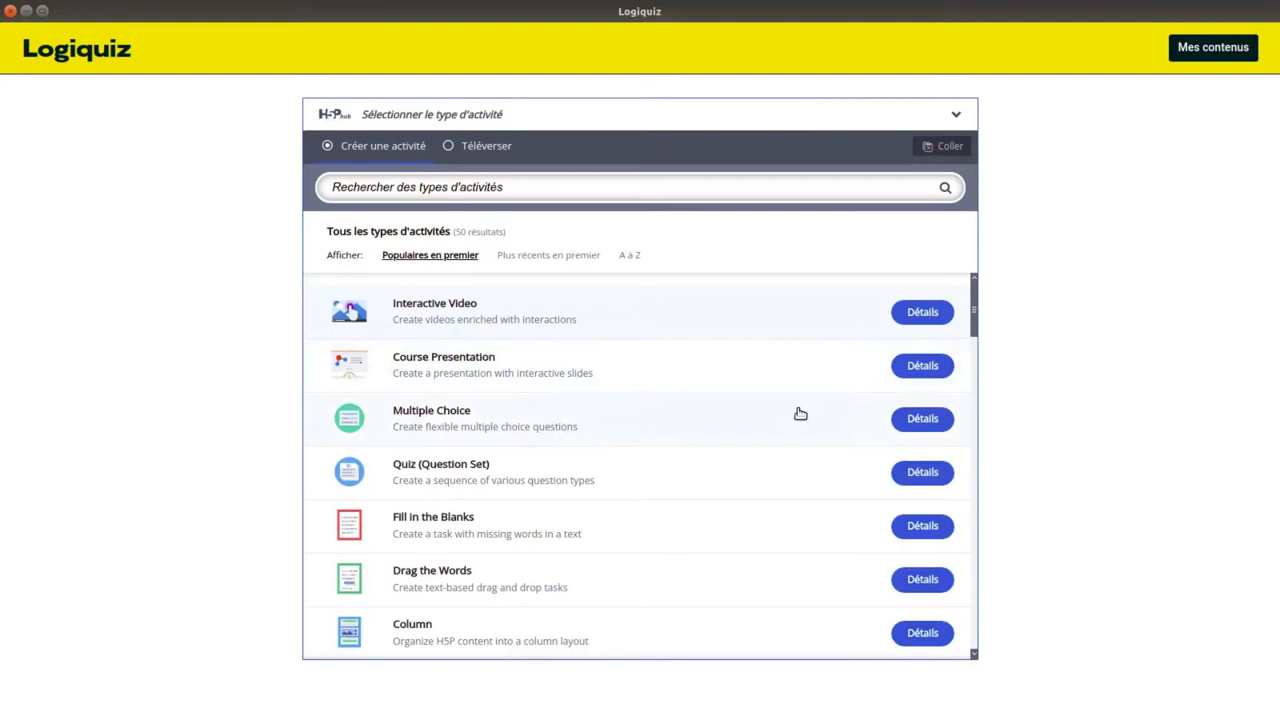 Logiquiz
Logiquiz
Mes contenus
H5Phub Sélectionner le type d'activité
Créer une activité Téléverser Coller
Rechercher des types d'activités
Tous les types d'activités (50 résultats)
Afficher: Populaires en premier Plus récents en premier A à Z
Interactive Video
Create videos enriched with interactions
Détails
Course Presentation
Create a presentation with interactive slides
Détails
Multiple Choice
Create flexible multiple choice questions
Détails
Quiz (Question Set)
Create a sequence of various question types
Détails
Fill in the Blanks
Create a task with missing words in a text
Détails
Drag the Words
Create text-based drag and drop tasks
Détails
Column
Organize H5P content into a column layout
Détails